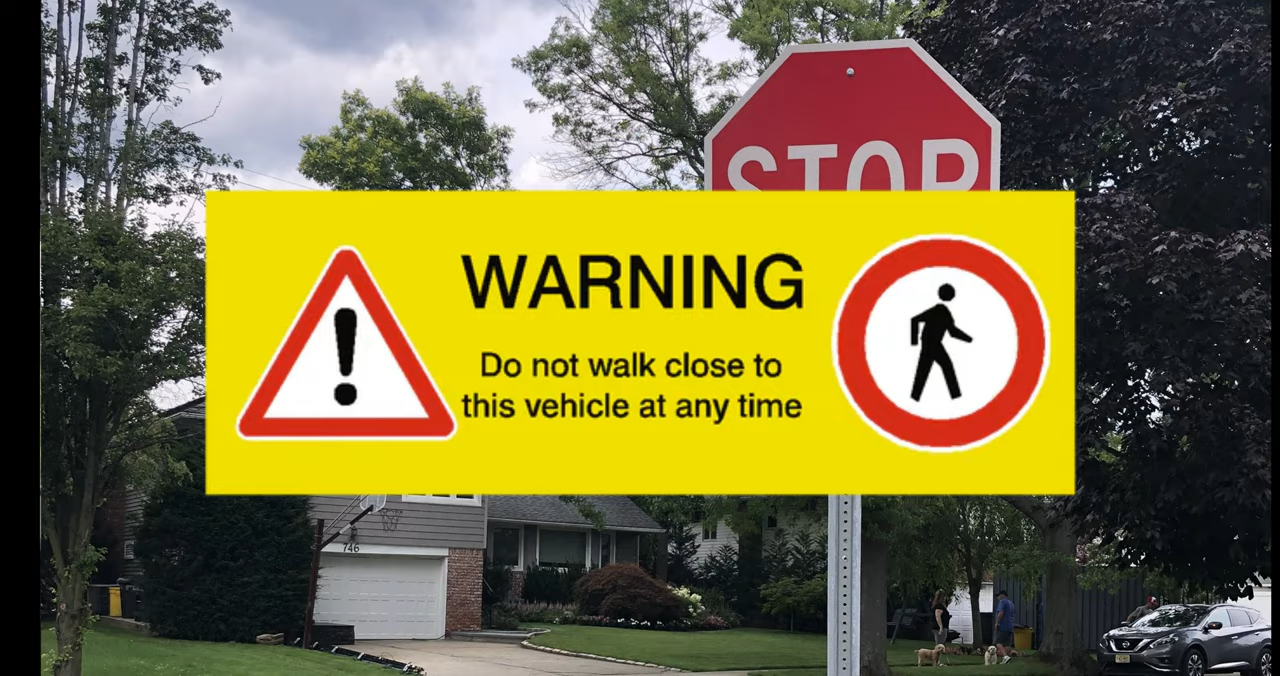 STOP
WARNING
Do not walk close to
this vehicle at any time
746